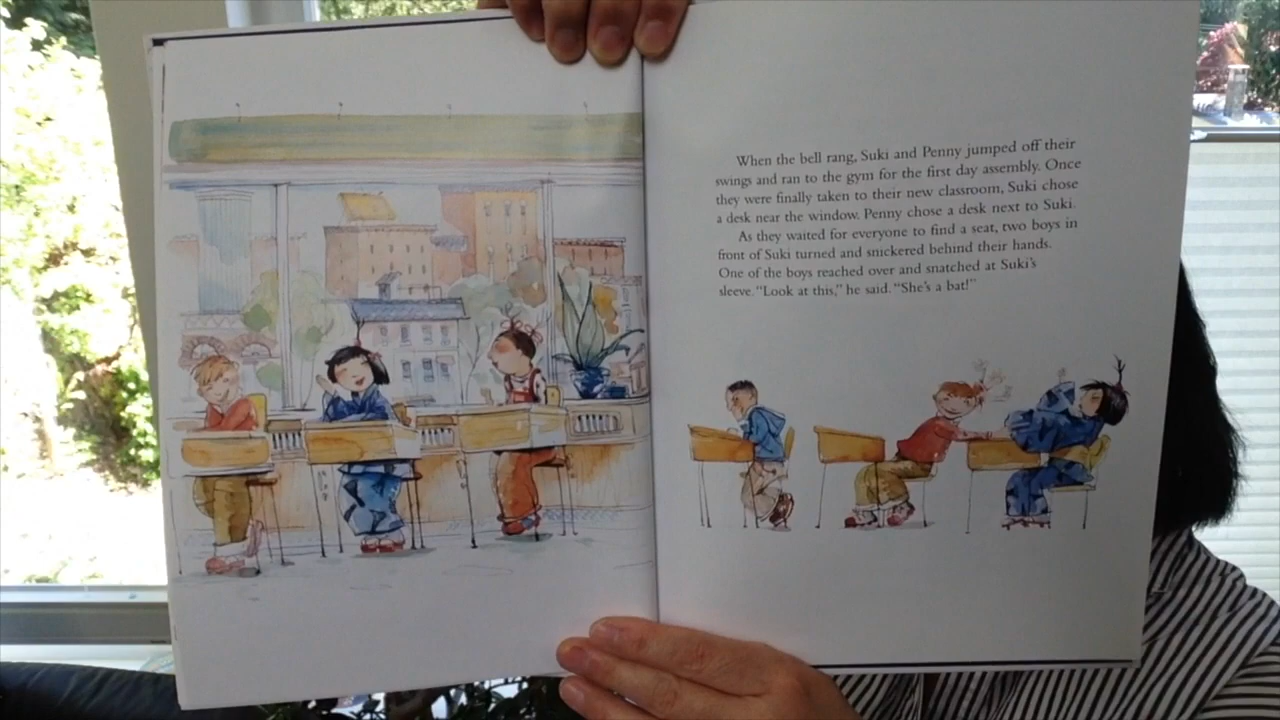 When the bell rang, Suki and Penny jumped off their
swings and ran to the gym for the first day assembly. Once
they were finally taken to their new classroom, Suki chose
a desk near the window. Penny chose a desk next to Suki.
As they waited for everyone to find a seat, two boys in
front of Suki turned and snickered behind their hands.
One of the boys reached over and snatched at Suki's
sleeve. “Look at this,” he said. “She's a bat!”